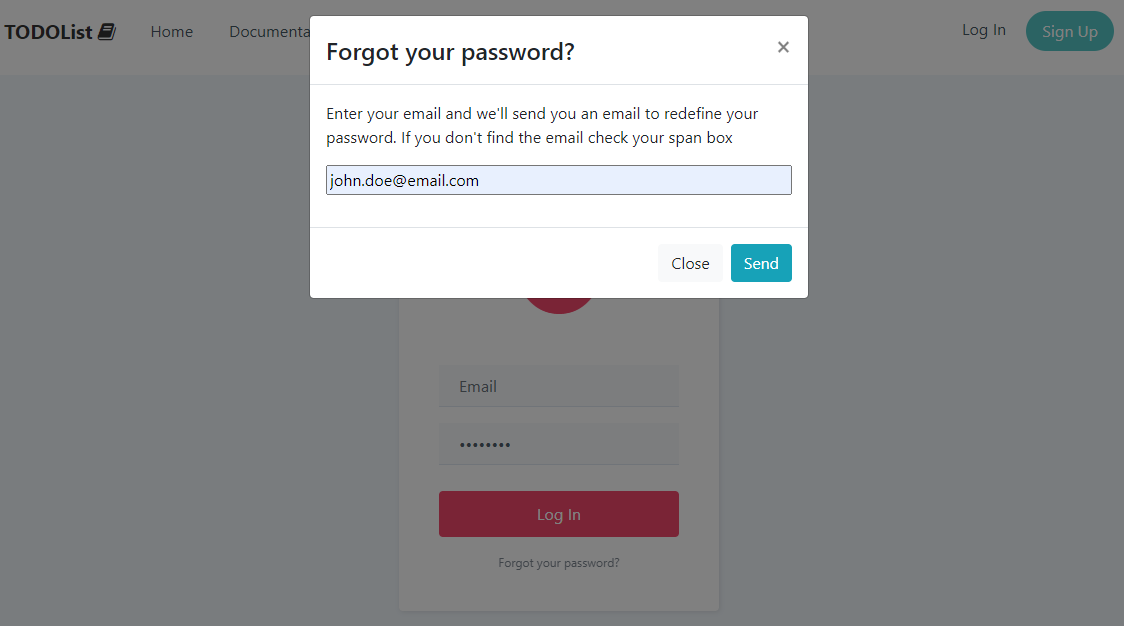 TODOList
Home
Documenta
Log In
Sign Up
Forgot your password?
×
Enter your email and we'll send you an email to redefine your
password. If you don't find the email check your span box
john.doe@email.com
Close
Send
Email
••••••••
Log In
Forgot your password?